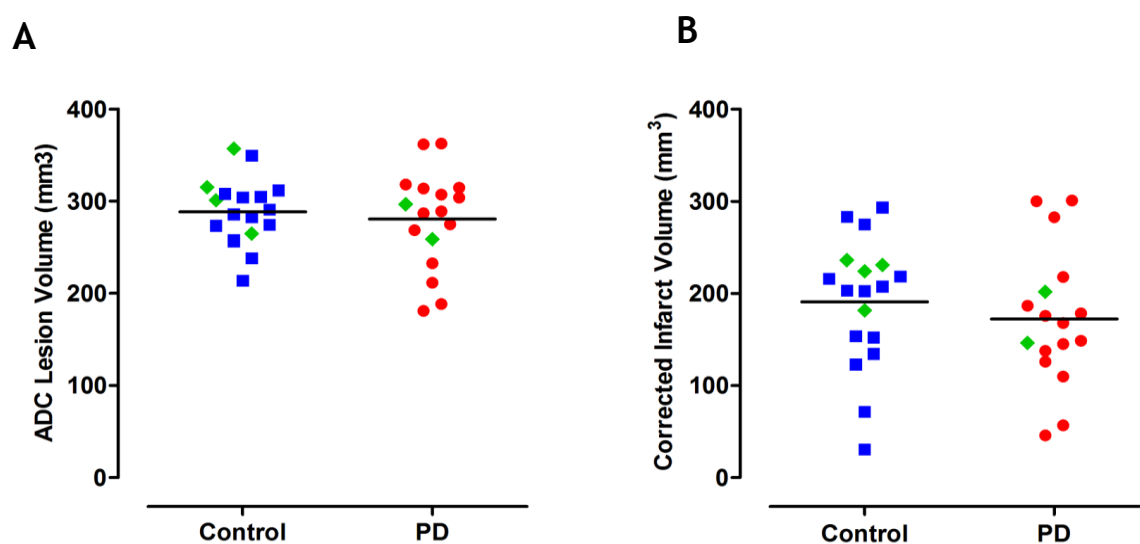 A
ADC Lesion Volume (mm3)
400
300
200
100
0
Control
PD
B
Corrected Infarct Volume (mm³)
400
300
200
100
0
Control
PD